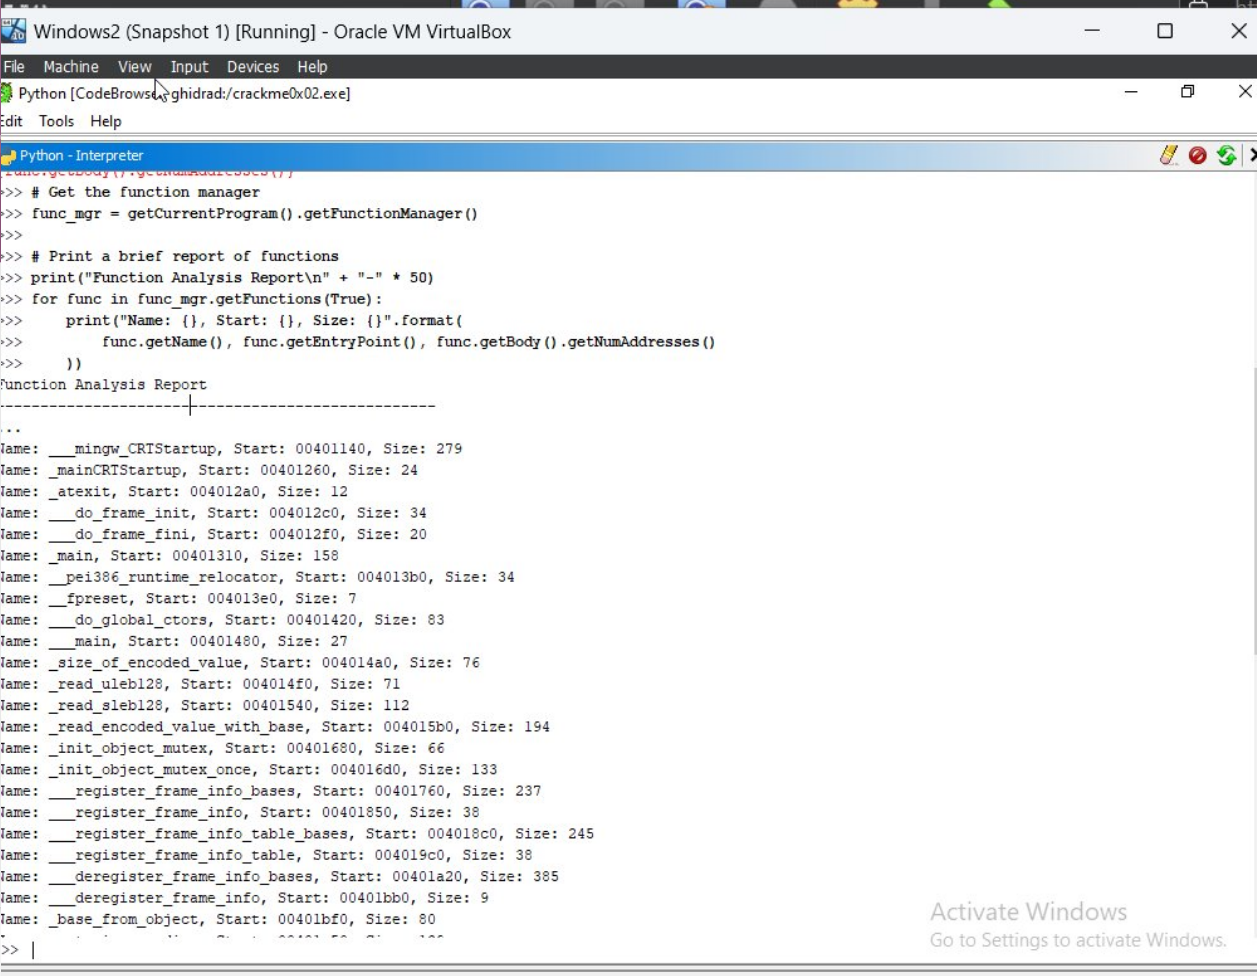 Windows2 (Snapshot 1) [Running] - Oracle VM VirtualBox
File Machine View Input Devices Help
Python [CodeBrowse ghidrad:/crackme0x02.exe]
Edit Tools Help
Python - Interpreter
func.getBody().getNumAddresses())
>>> # Get the function manager
>>> func_mgr = getCurrentProgram().getFunctionManager()
>>>
>>> # Print a brief report of functions
>>> print("Function Analysis Report\n" + "-" * 50)
>>> for func in func_mgr.getFunctions(True):
>>> print("Name: {}, Start: {}, Size: {}".format(
>>> func.getName(), func.getEntryPoint(), func.getBody().getNumAddresses()
>>> ))
Function Analysis Report
--------------------------------------------------
...
Name: ___mingw_CRTStartup, Start: 00401140, Size: 279
Name: _mainCRTStartup, Start: 00401260, Size: 24
Name: _atexit, Start: 004012a0, Size: 12
Name: ___do_frame_init, Start: 004012c0, Size: 34
Name: ___do_frame_fini, Start: 004012f0, Size: 20
Name: _main, Start: 00401310, Size: 158
Name: __pei386_runtime_relocator, Start: 004013b0, Size: 34
Name: __fpreset, Start: 004013e0, Size: 7
Name: ___do_global_ctors, Start: 00401420, Size: 83
Name: ___main, Start: 00401480, Size: 27
Name: _size_of_encoded_value, Start: 004014a0, Size: 76
Name: _read_uleb128, Start: 004014f0, Size: 71
Name: _read_sleb128, Start: 00401540, Size: 112
Name: _read_encoded_value_with_base, Start: 004015b0, Size: 194
Name: _init_object_mutex, Start: 00401680, Size: 66
Name: _init_object_mutex_once, Start: 004016d0, Size: 133
Name: ___register_frame_info_bases, Start: 00401760, Size: 237
Name: ___register_frame_info, Start: 00401850, Size: 38
Name: ___register_frame_info_table_bases, Start: 004018c0, Size: 245
Name: ___register_frame_info_table, Start: 004019c0, Size: 38
Name: ___deregister_frame_info_bases, Start: 00401a20, Size: 385
Name: ___deregister_frame_info, Start: 00401bb0, Size: 9
Name: _base_from_object, Start: 00401bf0, Size: 80
>>
Activate Windows
Go to Settings to activate Windows.